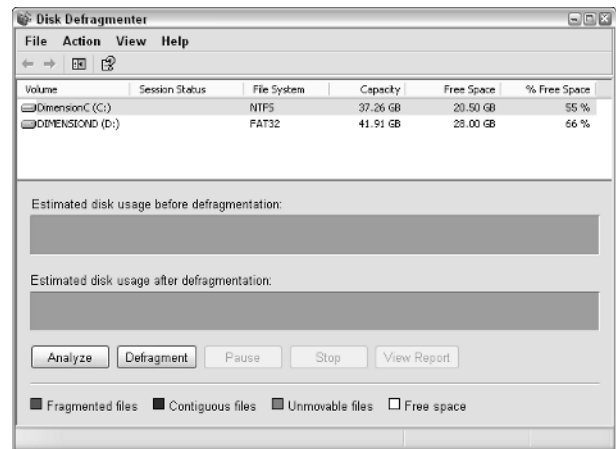 Disk Defragmenter
File Action View Help
Volume Session Status File System Capacity Free Space % Free Space
DimensionC (C:) NTFS 37.26 GB 20.50 GB 55 %
DIMENSIOND (D:) FAT32 41.91 GB 28.00 GB 66 %
Estimated disk usage before defragmentation:
Estimated disk usage after defragmentation:
Analyze Defragment Pause Stop View Report
Fragmented files Contiguous files Unmovable files Free space